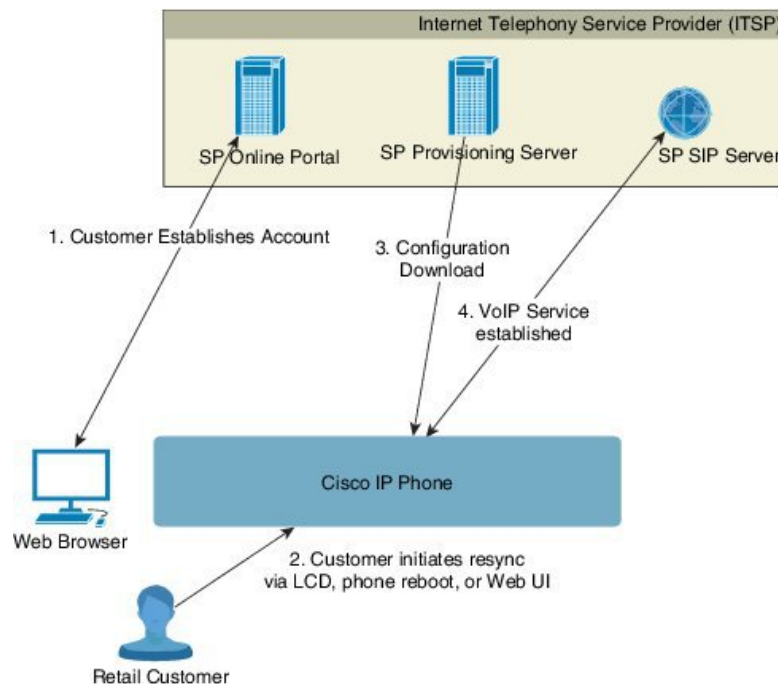 Internet Telephony Service Provider (ITSP)
SP Online Portal
SP Provisioning Server
SP SIP Server
1. Customer Establishes Account
3. Configuration
Download
4. VoIP Service
established
Cisco IP Phone
Web Browser
2. Customer initiates resync
via LCD, phone reboot, or Web UI
Retail Customer